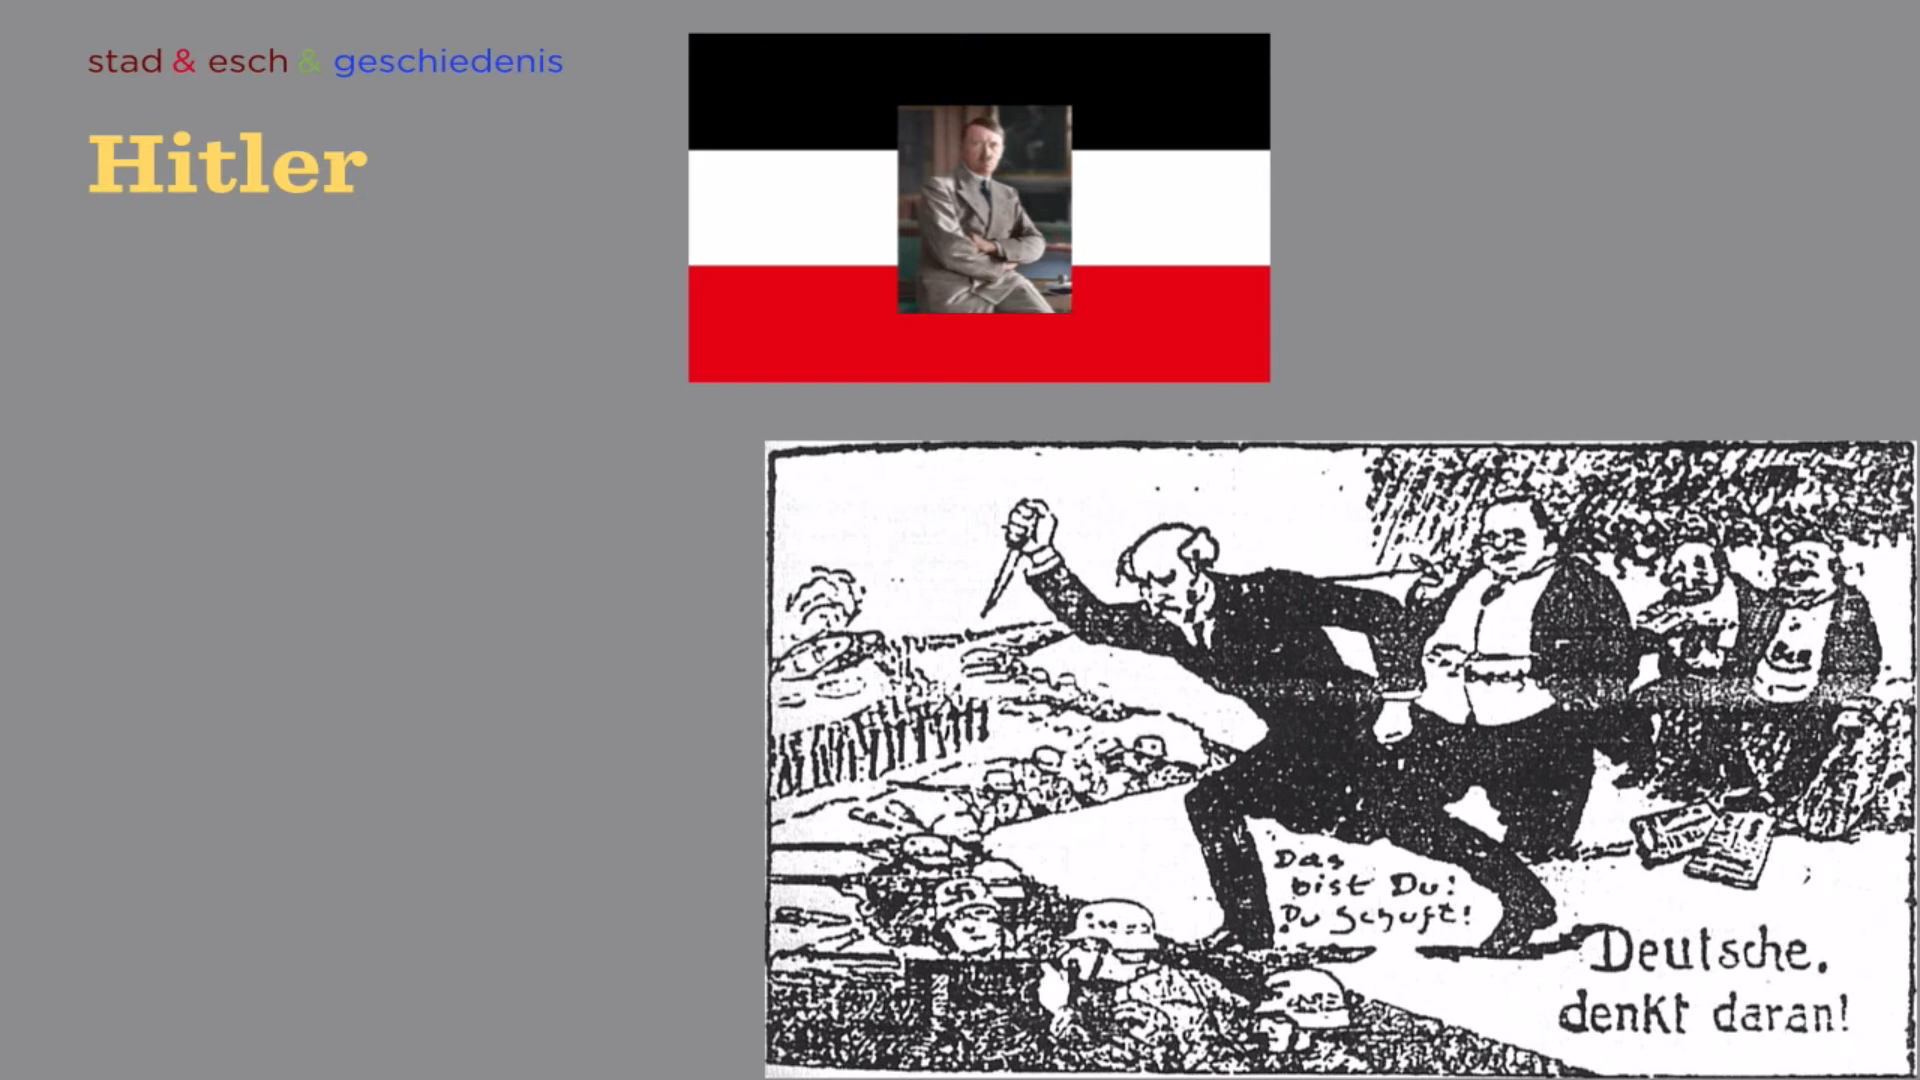 stad & esch & geschiedenis
Hitler
Das
bist Du!
Du Schuft!
Deutsche,
denkt daran!